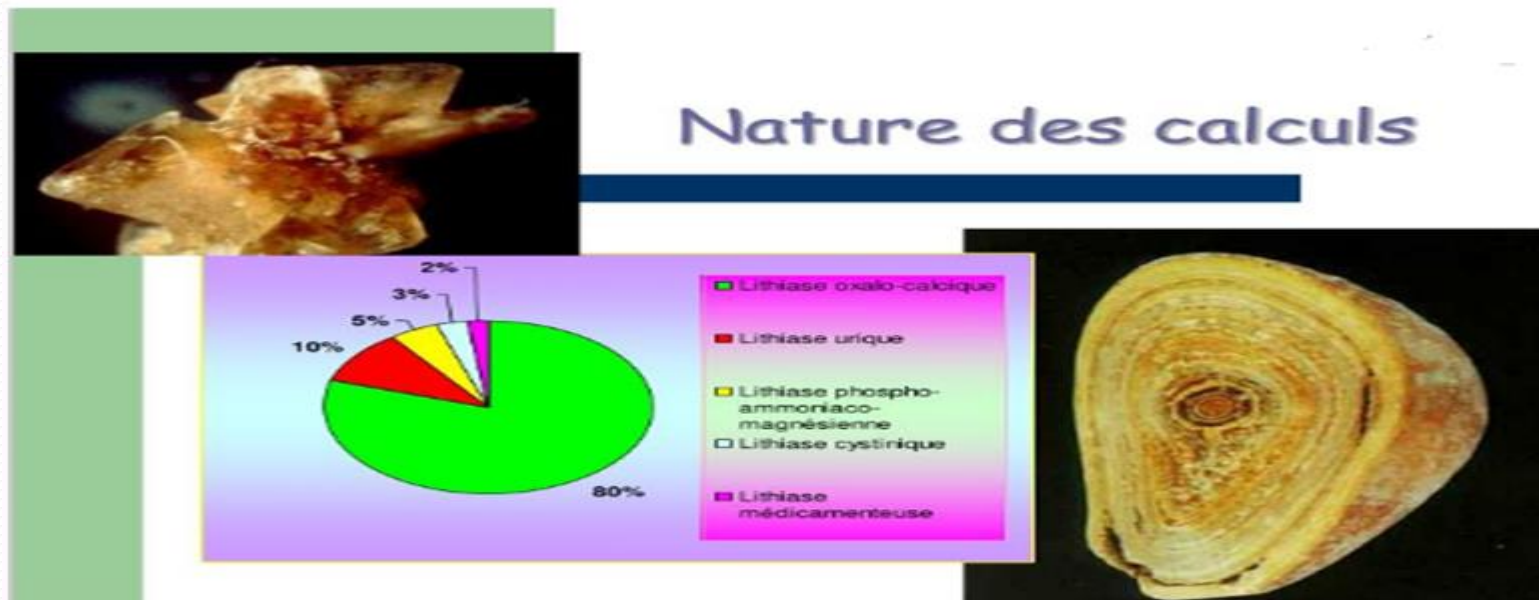 Nature des calculs
2%
3%
5%
10%
80%
Lithiase oxalo-calcique
Lithiase urique
Lithiase phospho-
ammoniaco-
magnésienne
Lithiase cystinique
Lithiase
médicamenteuse